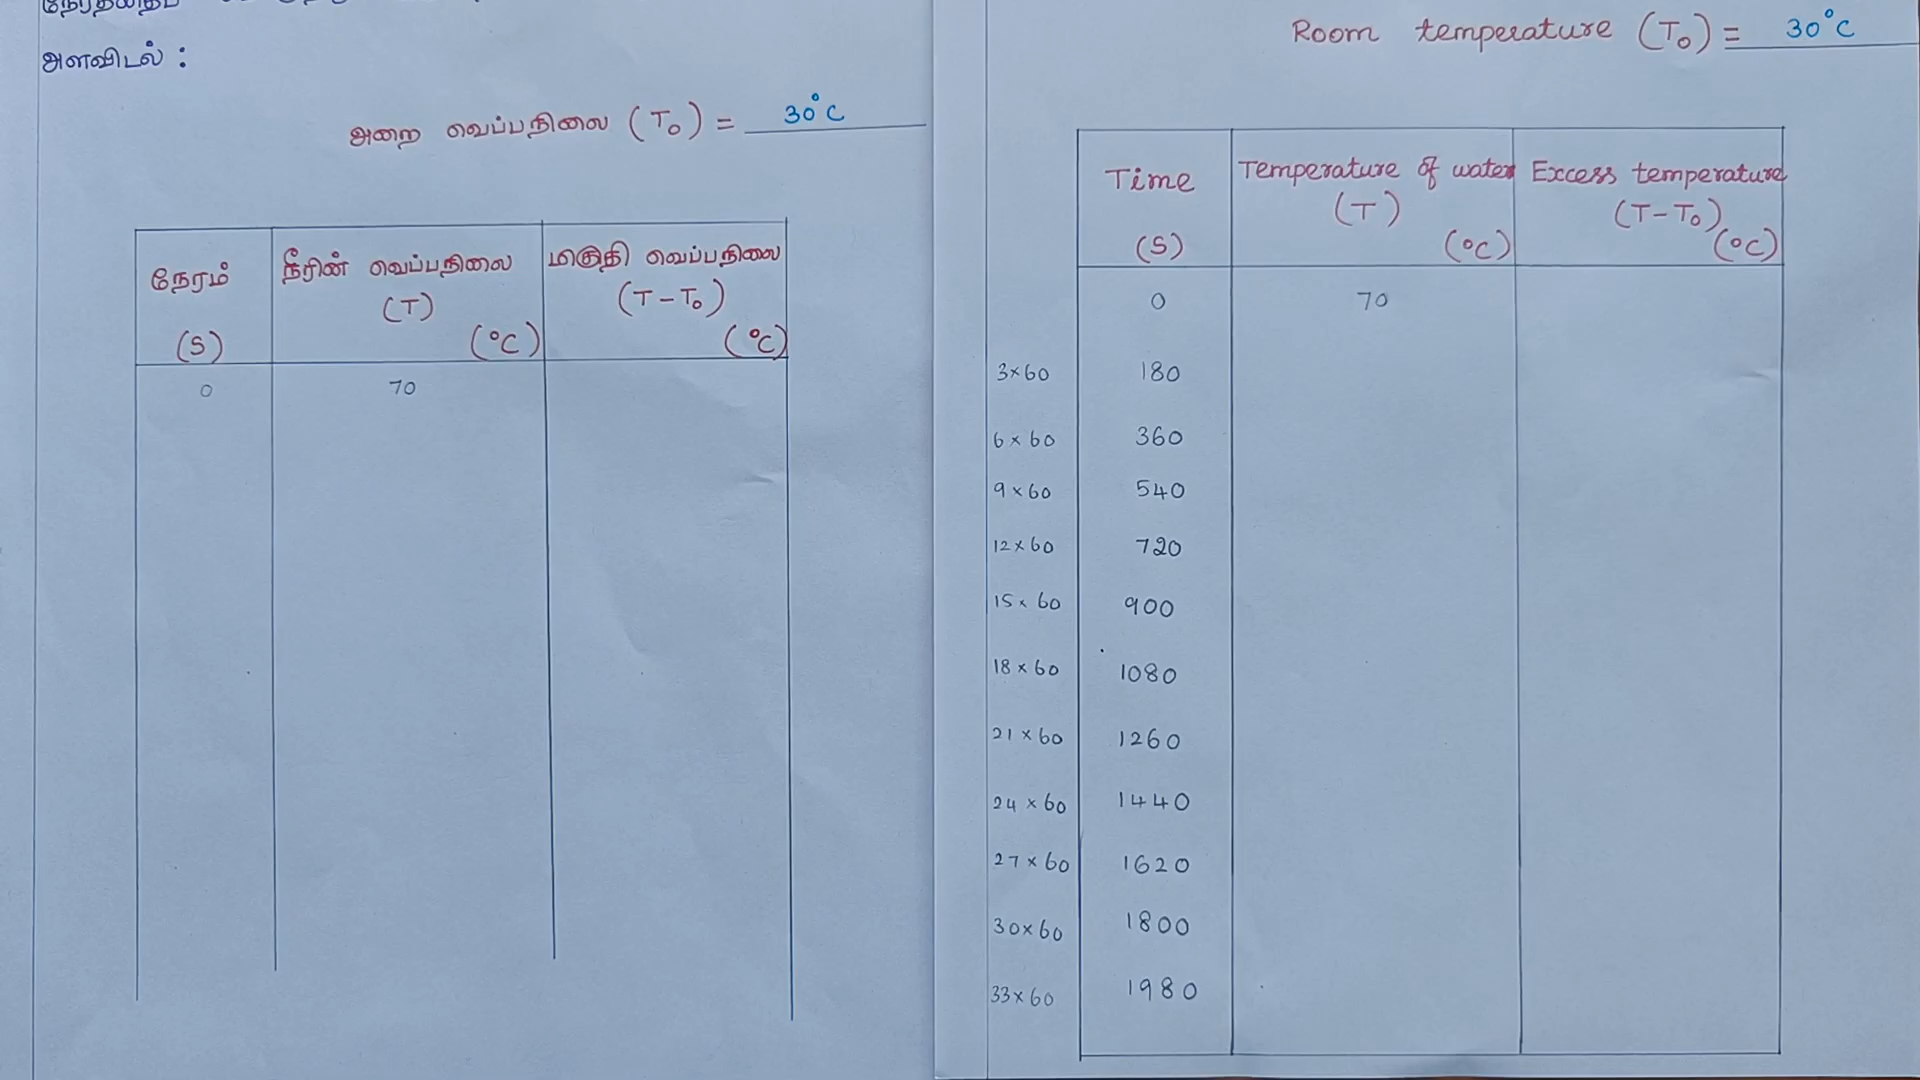 அளவிடல் :
அறை வெப்பநிலை (T₀) = 30°C
நேரம் (S) நீரின் வெப்பநிலை (T) (°C) மிகுதி வெப்பநிலை (T-T₀) (°C)
0 70
Room temperature (T₀) = 30°C
Time (S) Temperature of water (T) (°C) Excess temperature (T-T₀) (°C)
0 70
3×60 180
6×60 360
9×60 540
12×60 720
15×60 900
18×60 1080
21×60 1260
24×60 1440
27×60 1620
30×60 1800
33×60 1980